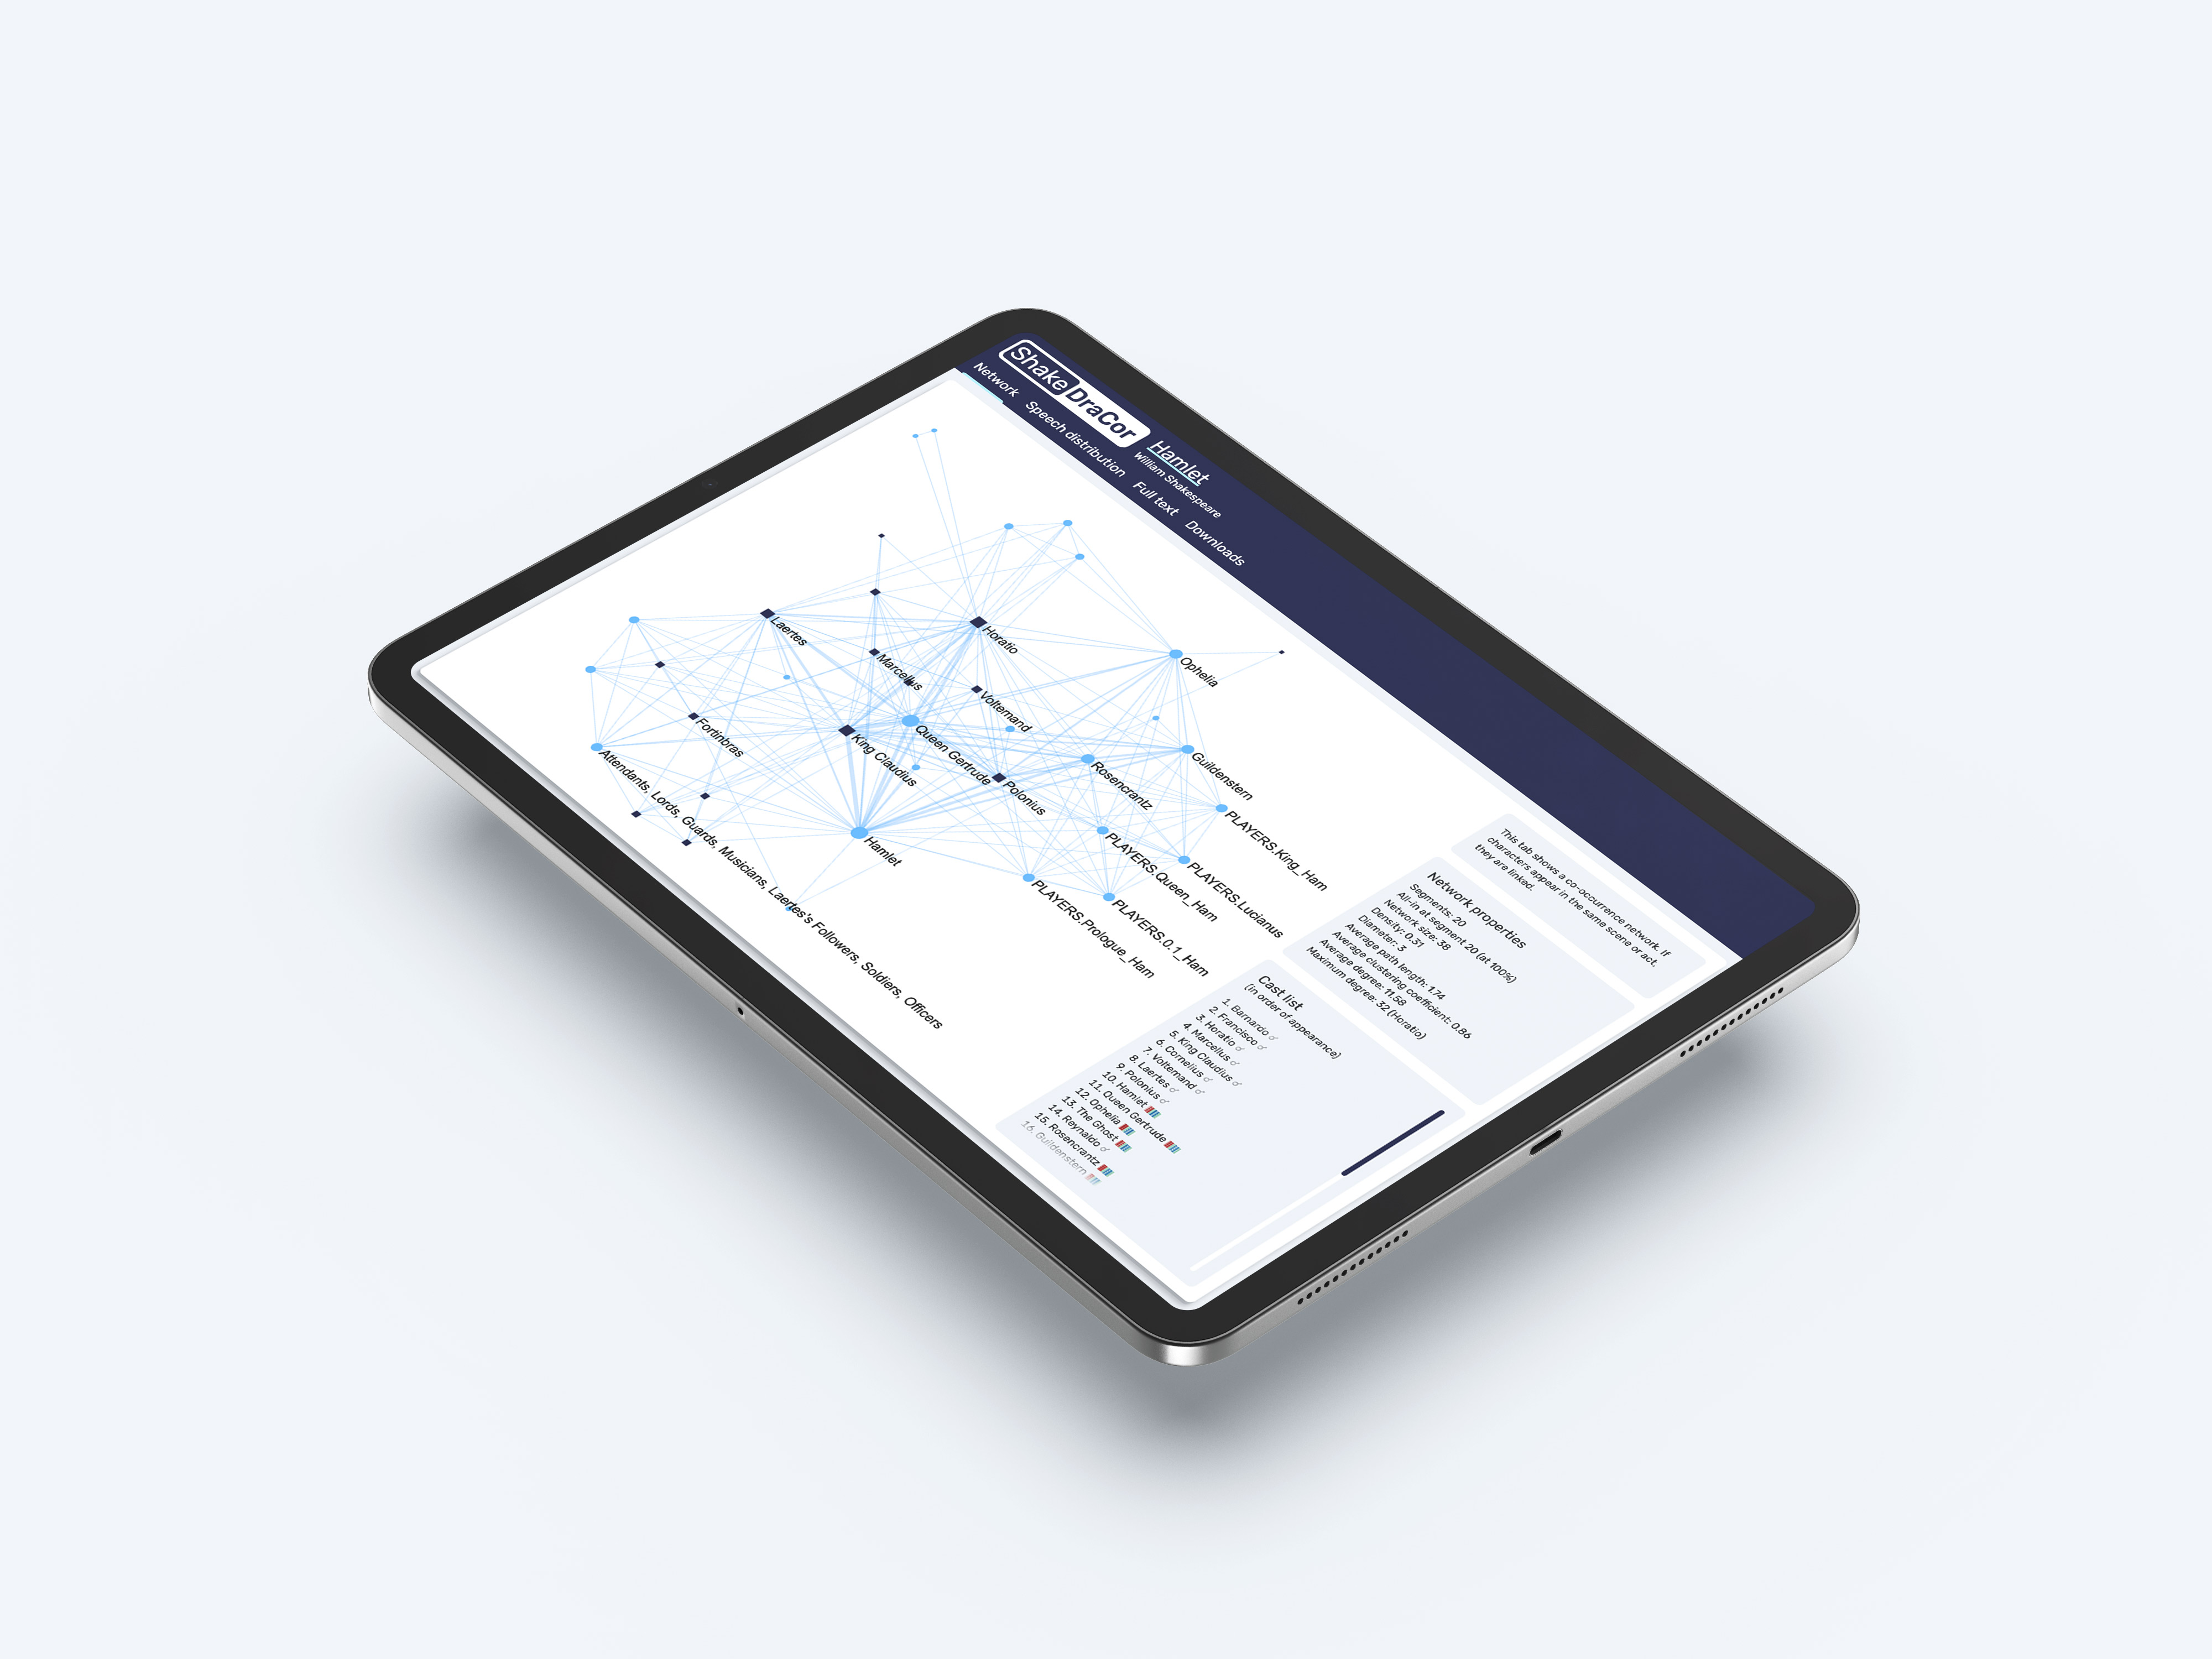 Shake DraCor
Hamlet
William Shakespeare
Network
Speech distribution
Full text
Downloads
Laertes
Horatio
Marcellus
Ophelia
Voltemand
Fortinbras
King Claudius
Queen Gertrude
Guildenstern
Rosencrantz
Polonius
Attendants, Lords, Guards, Musicians, Laertes's Followers, Soldiers, Officers
Hamlet
PLAYERS.King_Ham
PLAYERS.Queen_Ham
PLAYERS.Lucianus
PLAYERS.Prologue_Ham
PLAYERS.0.1_Ham
This tab shows a co-occurrence network. If
characters appear in the same scene or act,
they are linked.
Network properties
Segments: 20
All-in at segment 20 (at 100%)
Network size: 38
Density: 0.31
Diameter: 3
Average path length: 1.74
Average clustering coefficient: 0.86
Average degree: 11.58
Maximum degree: 32 (Horatio)
Cast list
(in order of appearance)
1. Barnardo ♂
2. Francisco ♂
3. Horatio ♂
4. Marcellus ♂
5. King Claudius ♂
6. Cornelius ♂
7. Voltemand ♂
8. Laertes ♂
9. Polonius ♂
10. Hamlet
11. Queen Gertrude
12. Ophelia
13. The Ghost
14. Reynaldo ♂
15. Rosencrantz
16. Guildenstern